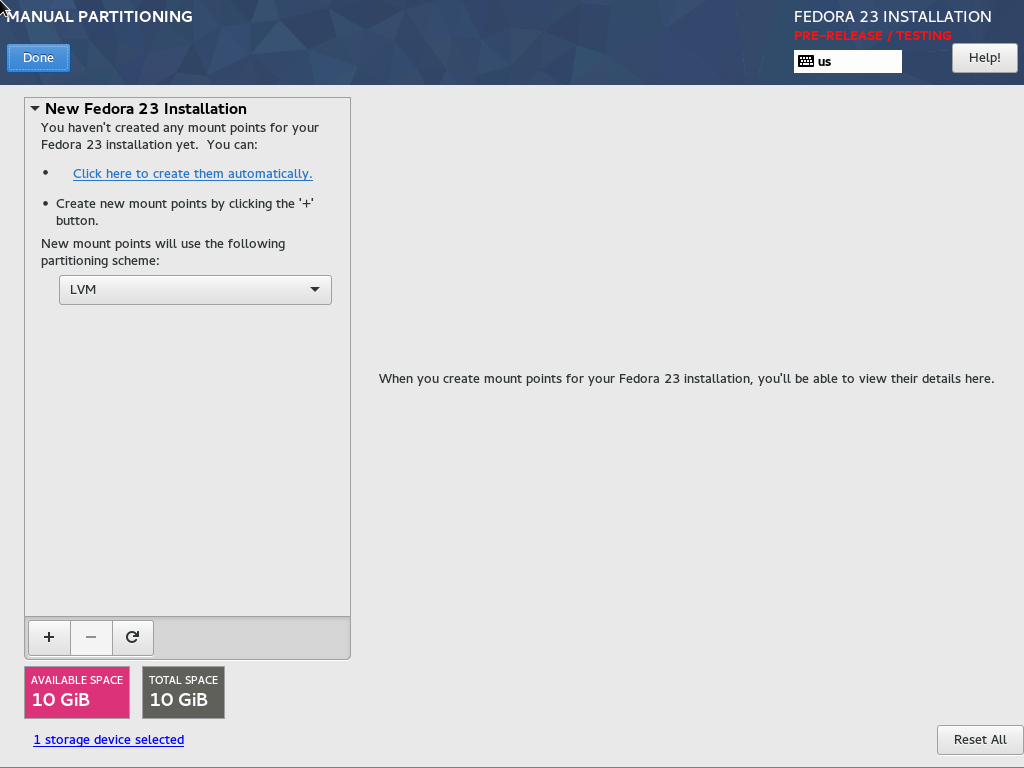 MANUAL PARTITIONING
FEDORA 23 INSTALLATION
PRE-RELEASE / TESTING
Done
us
Help!
New Fedora 23 Installation
You haven't created any mount points for your
Fedora 23 installation yet.  You can:
• Click here to create them automatically.
• Create new mount points by clicking the '+'
button.
New mount points will use the following
partitioning scheme:
LVM
When you create mount points for your Fedora 23 installation, you'll be able to view their details here.
+ −
AVAILABLE SPACE
10 GiB
TOTAL SPACE
10 GiB
1 storage device selected
Reset All